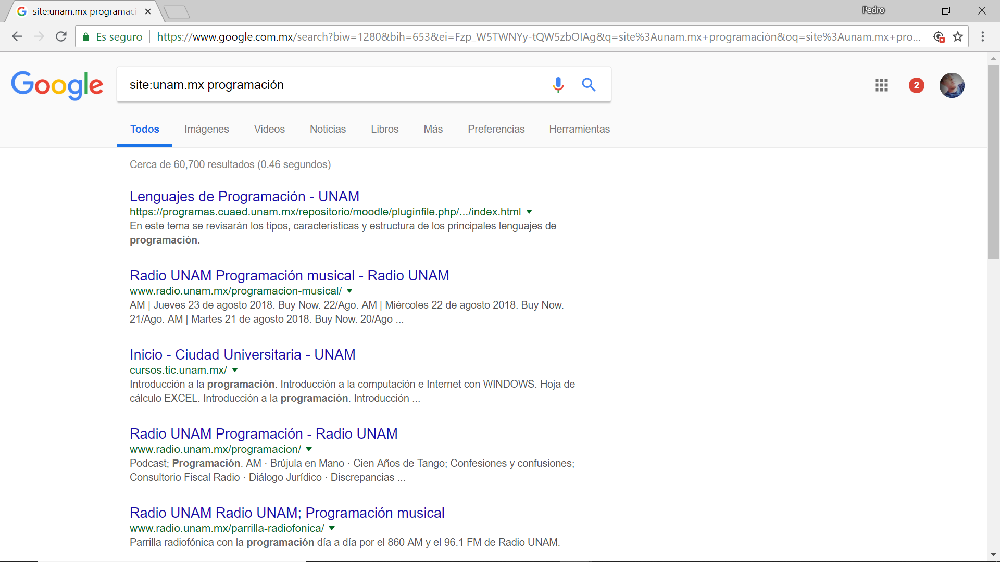 site:unam.mx programaci
Pedro
Es seguro
https://www.google.com.mx/search?biw=1280&bih=653&ei=Fzp_W5TWNYy-tQW5zbOIAg&q=site%3Aunam.mx+programación&oq=site%3Aunam.mx+pro...
Google
site:unam.mx programación
2
Todos Imágenes Videos Noticias Libros Más Preferencias Herramientas
Cerca de 60,700 resultados (0.46 segundos)
Lenguajes de Programación - UNAM
https://programas.cuaed.unam.mx/repositorio/moodle/pluginfile.php/.../index.html
En este tema se revisarán los tipos, características y estructura de los principales lenguajes de
programación.
Radio UNAM Programación musical - Radio UNAM
www.radio.unam.mx/programacion-musical/
AM | Jueves 23 de agosto 2018. Buy Now. 22/Ago. AM | Miércoles 22 de agosto 2018. Buy Now.
21/Ago. AM | Martes 21 de agosto 2018. Buy Now. 20/Ago ...
Inicio - Ciudad Universitaria - UNAM
cursos.tic.unam.mx/
Introducción a la programación. Introducción a la computación e Internet con WINDOWS. Hoja de
cálculo EXCEL. Introducción a la programación. Introducción ...
Radio UNAM Programación - Radio UNAM
www.radio.unam.mx/programacion/
Podcast; Programación. AM · Brújula en Mano · Cien Años de Tango; Confesiones y confusiones;
Consultorio Fiscal Radio · Diálogo Jurídico · Discrepancias ...
Radio UNAM Radio UNAM; Programación musical
www.radio.unam.mx/parrilla-radiofonica/
Parrilla radiofónica con la programación día a día por el 860 AM y el 96.1 FM de Radio UNAM.